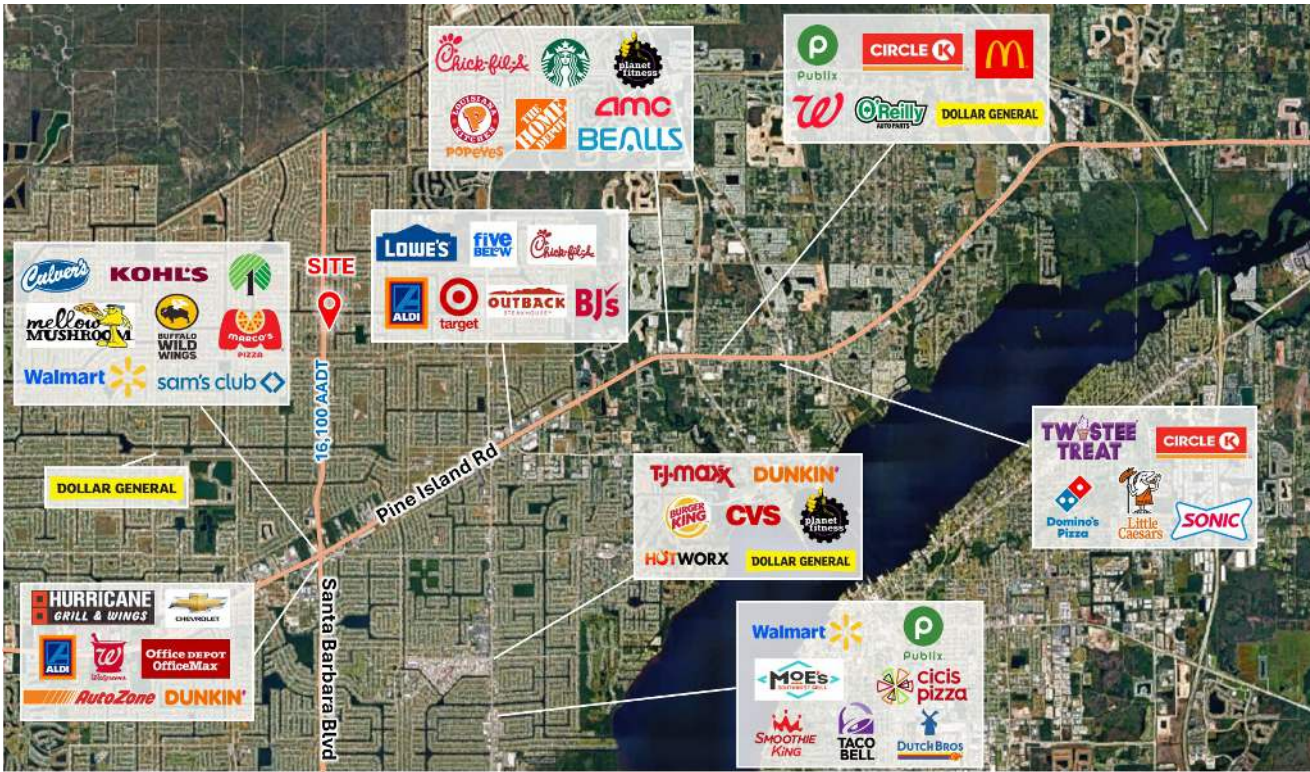 Chick-fil-A
LOUISIANA KITCHEN
POPEYES
THE HOME DEPOT
planet fitness
amc
BEALLS
Publix
CIRCLE K
M
W
O'Reilly
AUTO PARTS
DOLLAR GENERAL
LOWE'S
five BEL°W
Chick-fil-A
ALDI
target
OUTBACK
STEAKHOUSE
BJ's
Culver's
KOHL'S
1
mellow
MUSHROOM
BUFFALO
WILD
WINGS
MARCO'S
PIZZA
Walmart
sam's club
SITE
16,100 AADT
DOLLAR GENERAL
Pine Island Rd
Santa Barbara Blvd
TWISTEE
TREAT
CIRCLE K
Domino's
Pizza
Little
Caesars
SONIC
T.J.maxx
DUNKIN'
BURGER
KING
CVS
planet
fitness
HOTWORX
DOLLAR GENERAL
HURRICANE
GRILL & WINGS
CHEVROLET
ALDI
W
Walgreens
Office DEPOT
OfficeMax
AutoZone
DUNKIN'
Walmart
P
Publix
MOE's
SOUTHWEST GRILL
cicis
pizza
SMOOTHIE
KING
TACO
BELL
DUTCH BROS